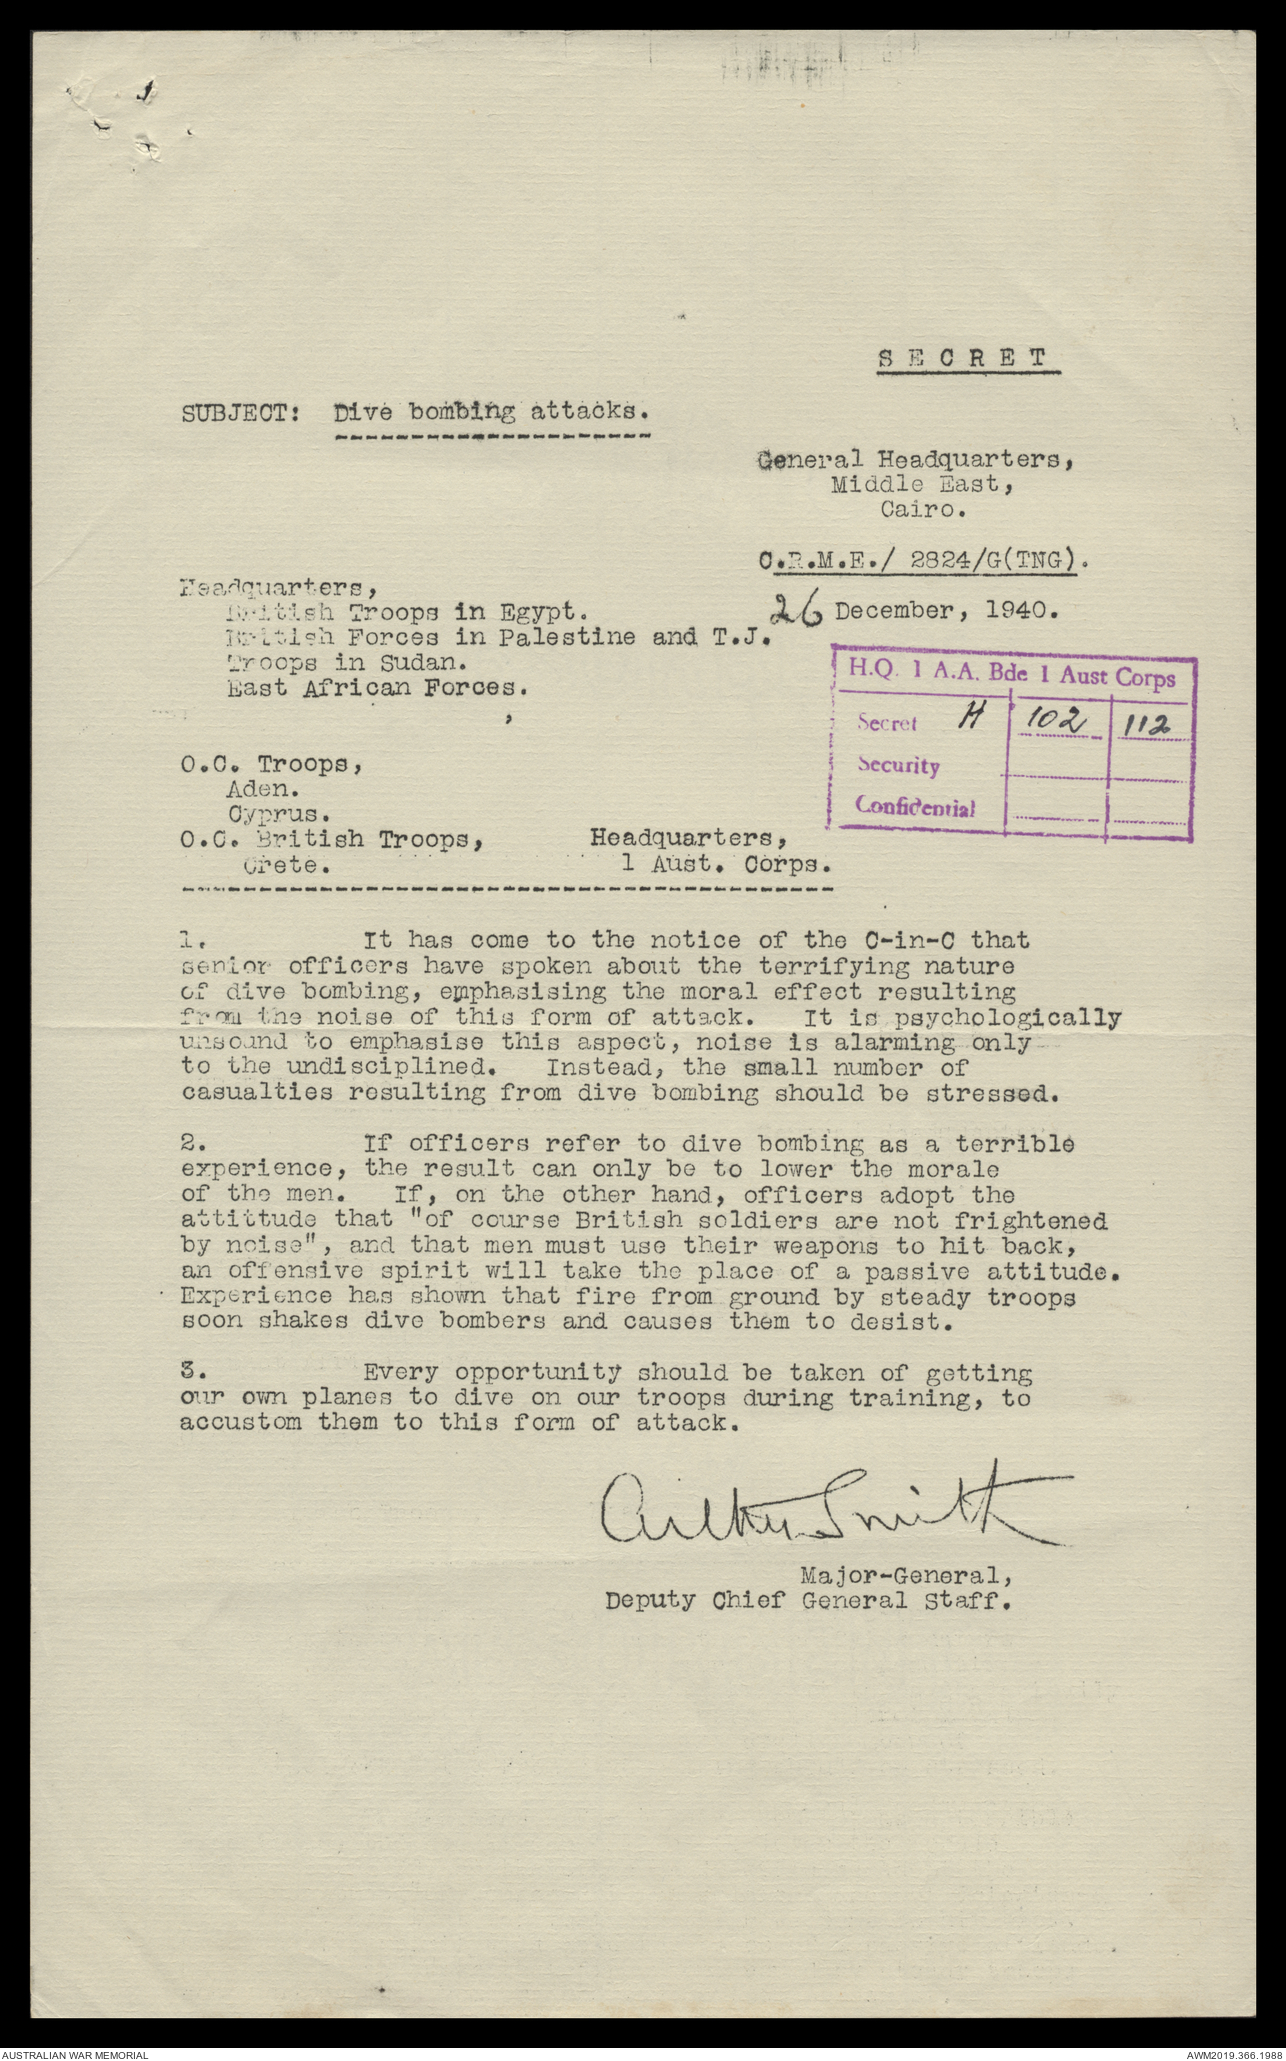 S E C R E T
SUBJECT: Dive bombing attacks.
General Headquarters,
Middle East,
Cairo.
C.R.M.E./ 2824/G(TNG).
26 December, 1940.
Headquarters,
British Troops in Egypt.
British Forces in Palestine and T.J.
Troops in Sudan.
East African Forces.
H.Q. 1 A.A. Bde 1 Aust Corps
Secret H 102 112
Security
Confidential
O.C. Troops,
Aden.
Cyprus.
O.C. British Troops,
Crete.
Headquarters,
1 Aust. Corps.
1. It has come to the notice of the C-in-C that
senior officers have spoken about the terrifying nature
of dive bombing, emphasising the moral effect resulting
from the noise of this form of attack. It is psychologically
unsound to emphasise this aspect, noise is alarming only
to the undisciplined. Instead, the small number of
casualties resulting from dive bombing should be stressed.
2. If officers refer to dive bombing as a terrible
experience, the result can only be to lower the morale
of the men. If, on the other hand, officers adopt the
attittude that "of course British soldiers are not frightened
by noise", and that men must use their weapons to hit back,
an offensive spirit will take the place of a passive attitude.
Experience has shown that fire from ground by steady troops
soon shakes dive bombers and causes them to desist.
3. Every opportunity should be taken of getting
our own planes to dive on our troops during training, to
accustom them to this form of attack.
Arthur Smith
Major-General,
Deputy Chief General Staff.
AUSTRALIAN WAR MEMORIAL
AWM2019.366.1988